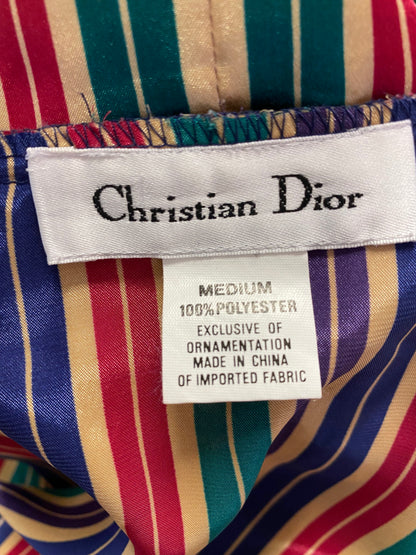 Christian Dior
MEDIUM
100% POLYESTER
EXCLUSIVE OF
ORNAMENTATION
MADE IN CHINA
OF IMPORTED FABRIC